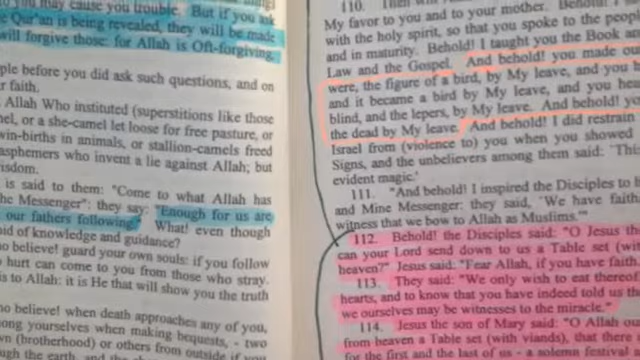 may cause you trouble. But if you ask
Qur'an is being revealed, they will be made
will forgive those: for Allah is Oft-forgiving,
ple before you did ask such questions, and on
faith.
Allah Who instituted (superstitions like those
or a she-camel let loose for free pasture, or
win-births in animals, or stallion-camels freed
asphemers who invent a lie against Allah; but
isdom.
is said to them: "Come to what Allah has
he Messenger"; they say: "Enough for us are
our fathers following." What! even though
of knowledge and guidance?
believe! guard your own souls: if you follow
hurt can come to you from those who stray.
is to Allah: it is He that will show you the truth
believe! when death approaches any of you,
ong yourselves when making bequests, - two
wn (brotherhood) or others from outside if you
ugh the earth, and the
110. Then will
My favor to you and to your mother. Behold! I
with the holy spirit, so that you spoke to the people
and in maturity. Behold! I taught you the Book and
Law and the Gospel. And behold! you made ou
were, the figure of a bird, by My leave, and you b
and it became a bird by My leave, and you hea
blind, and the lepers, by My leave. And behold! yo
the dead by My leave. And behold! I did restrain
Israel from (violence to) you when you showed
Signs, and the unbelievers among them said: 'This
evident magic.'
111. "And behold! I inspired the Disciples to h
and Mine Messenger: they said, 'We have faith
witness that we bow to Allah as Muslims.'"
112. Behold! the Disciples said: "O Jesus the
can your Lord send down to us a Table set (wi
heaven?" Jesus said: "Fear Allah, if you have faith.
113. They said: "We only wish to eat thereof
hearts, and to know that you have indeed told us th
we ourselves may be witnesses to the miracle."
114. Jesus the son of Mary said: "O Allah our
from heaven a Table set (with viands), that there
for the first and the last of us - a solemn festival